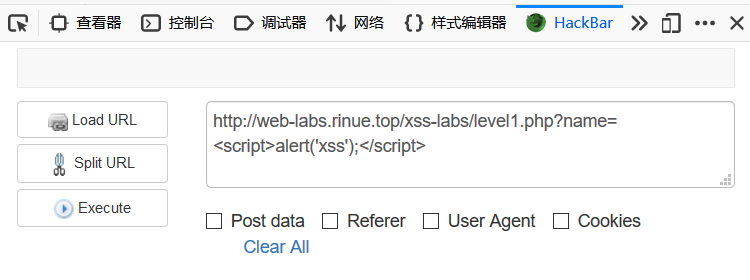 查看器 控制台 调试器 网络 样式编辑器 HackBar
Load URL
Split URL
Execute
http://web-labs.rinue.top/xss-labs/level1.php?name=
<script>alert('xss');</script>
Post data Referer User Agent Cookies
Clear All